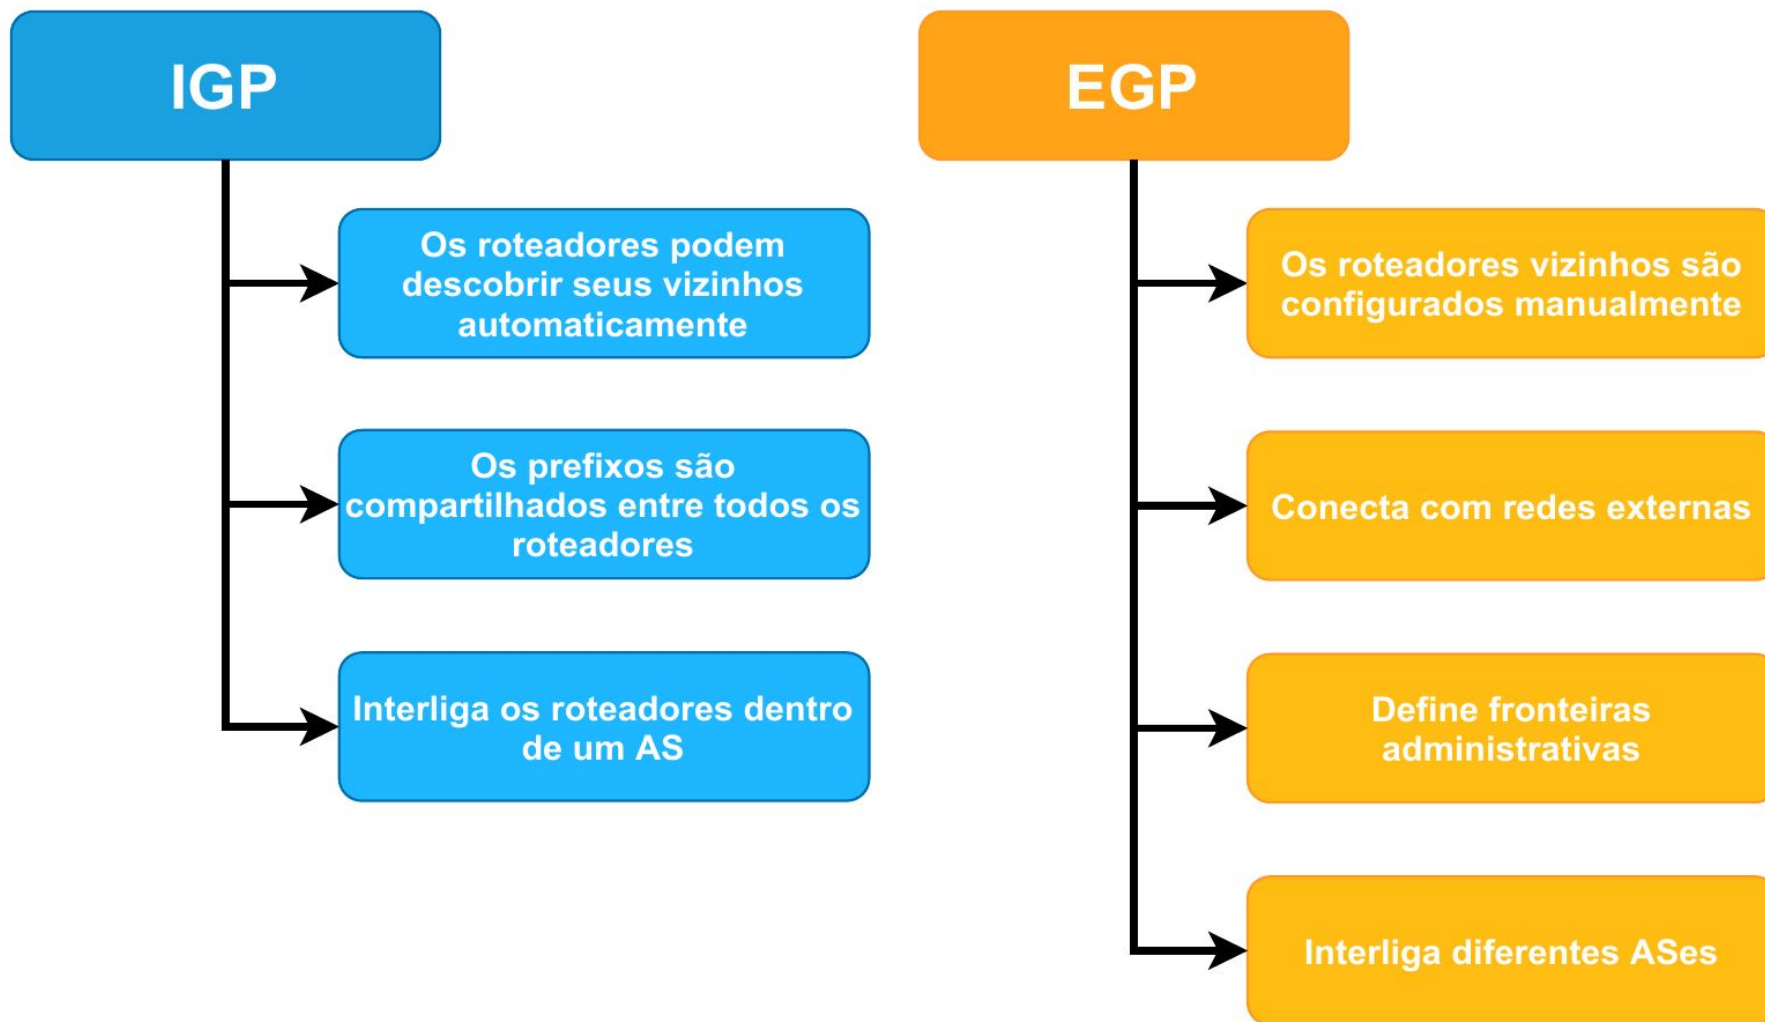 IGP
Os roteadores podem
descobrir seus vizinhos
automaticamente
Os prefixos são
compartilhados entre todos os
roteadores
Interliga os roteadores dentro
de um AS
EGP
Os roteadores vizinhos são
configurados manualmente
Conecta com redes externas
Define fronteiras
administrativas
Interliga diferentes ASes